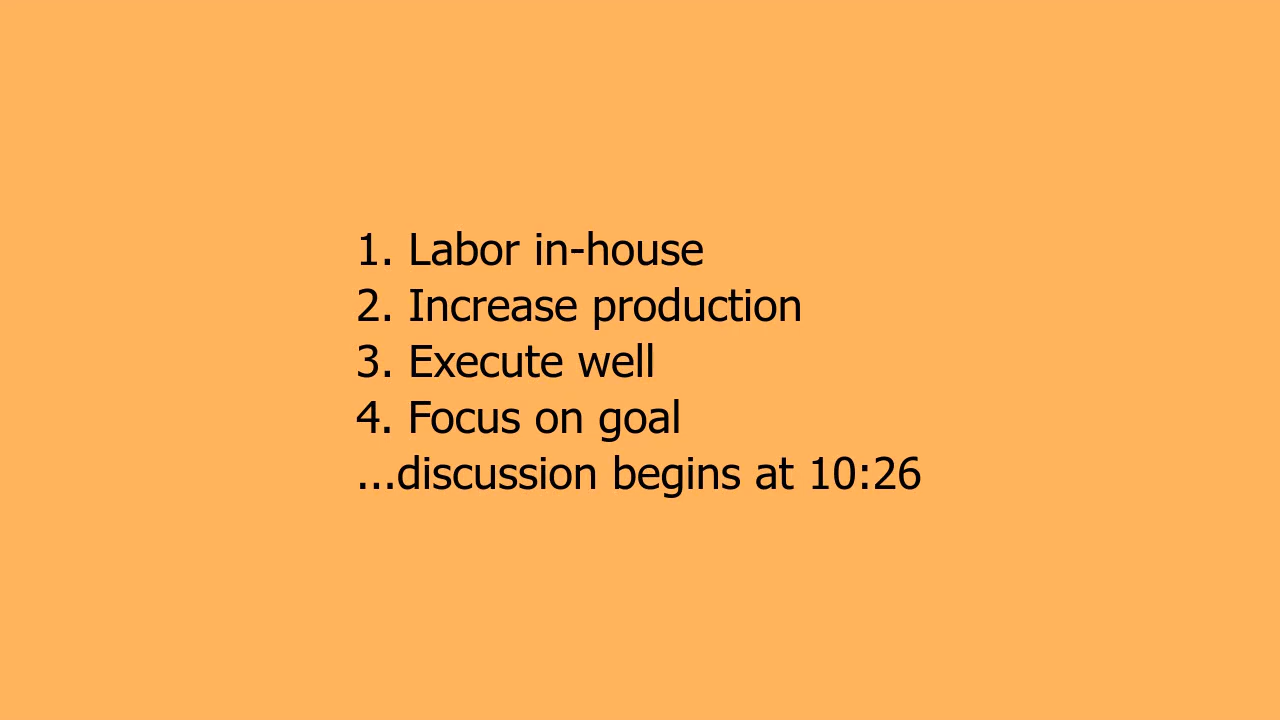 1. Labor in-house
2. Increase production
3. Execute well
4. Focus on goal
...discussion begins at 10:26